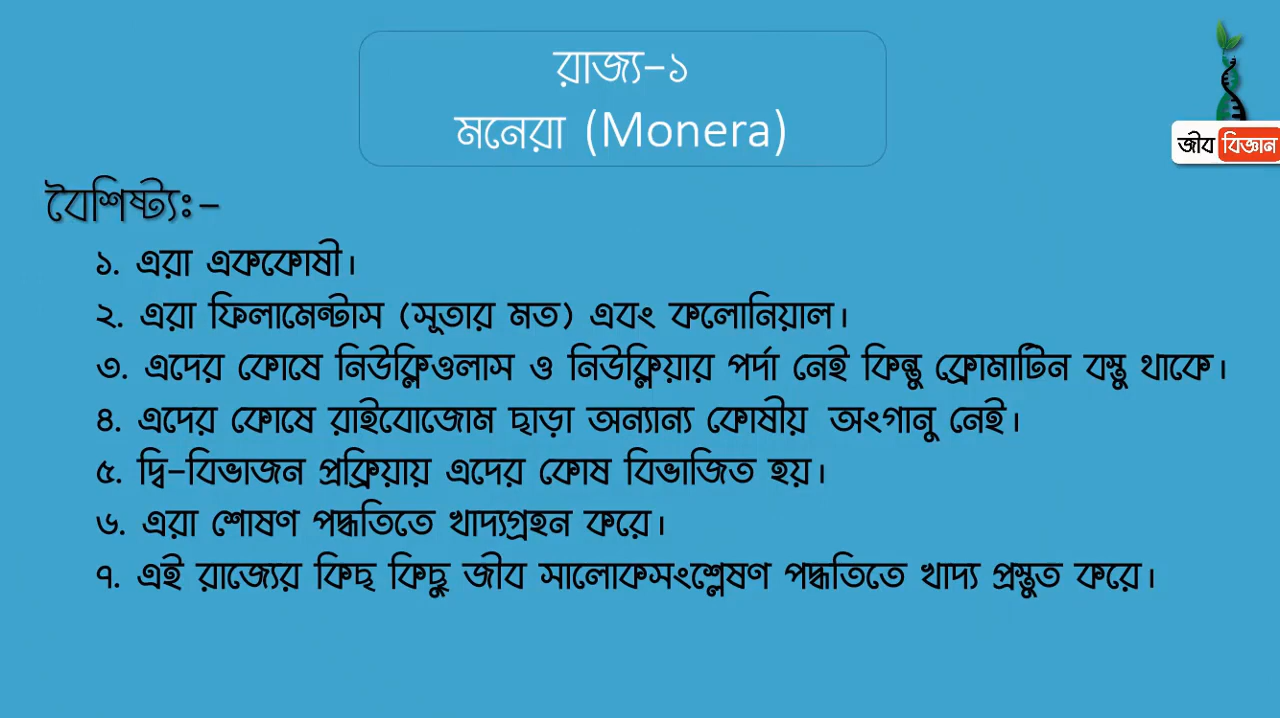 রাজ্য-১
মনেরা (Monera)
জীব বিজ্ঞান
বৈশিষ্ট্যঃ-
১. এরা এককোষী।
২. এরা ফিলামেন্টাস (সূতার মত) এবং কলোনিয়াল।
৩. এদের কোষে নিউক্লিওলাস ও নিউক্লিয়ার পর্দা নেই কিন্তু ক্রোমাটিন বস্তু থাকে।
৪. এদের কোষে রাইবোজোম ছাড়া অন্যান্য কোষীয় অংগানু নেই।
৫. দ্বি-বিভাজন প্রক্রিয়ায় এদের কোষ বিভাজিত হয়।
৬. এরা শোষণ পদ্ধতিতে খাদ্যগ্রহন করে।
৭. এই রাজ্যের কিছ কিছু জীব সালোকসংশ্লেষণ পদ্ধতিতে খাদ্য প্রস্তুত করে।